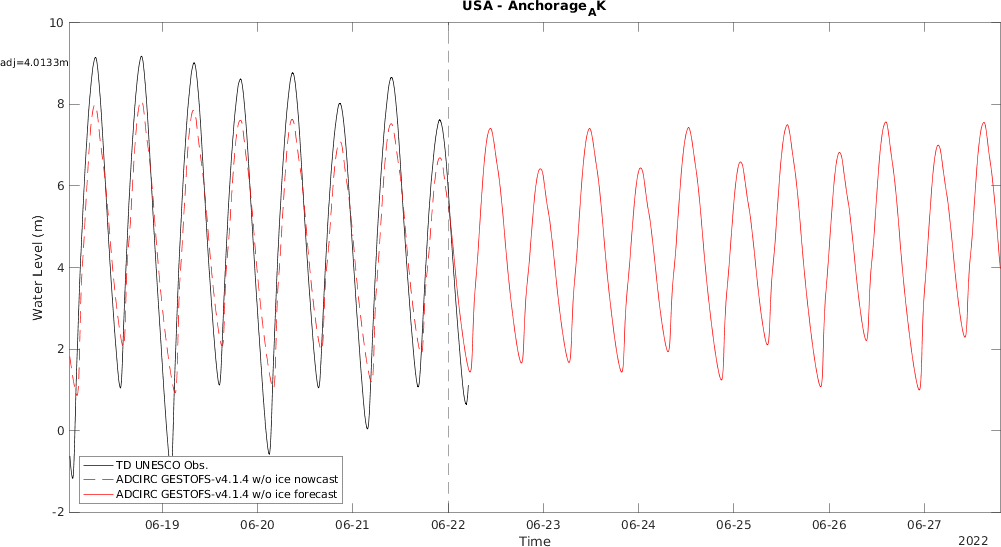 USA - Anchorage_AK
10
adj=4.0133m
8
6
4
2
0
-2
Water Level (m)
TD UNESCO Obs.
ADCIRC GESTOFS-v4.1.4 w/o ice nowcast
ADCIRC GESTOFS-v4.1.4 w/o ice forecast
06-19 06-20 06-21 06-22 06-23 06-24 06-25 06-26 06-27
Time
2022